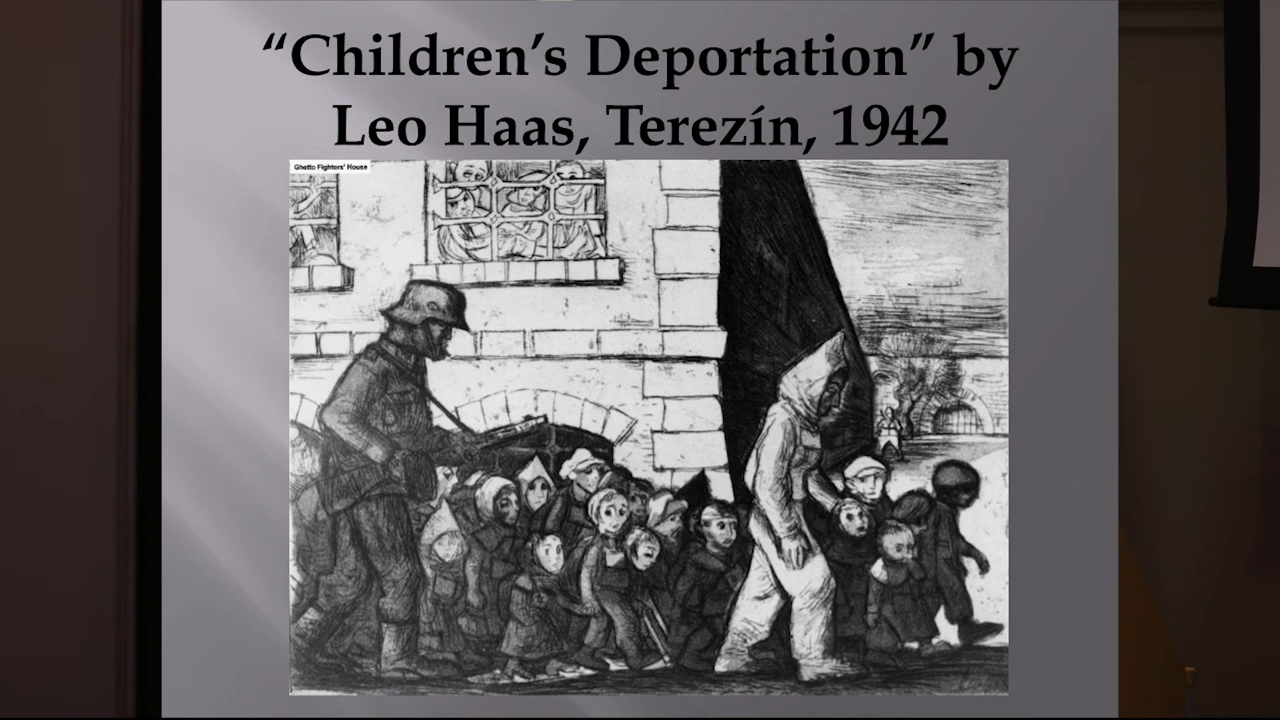 “Children’s Deportation” by
Leo Haas, Terezín, 1942
Ghetto Fighters' House